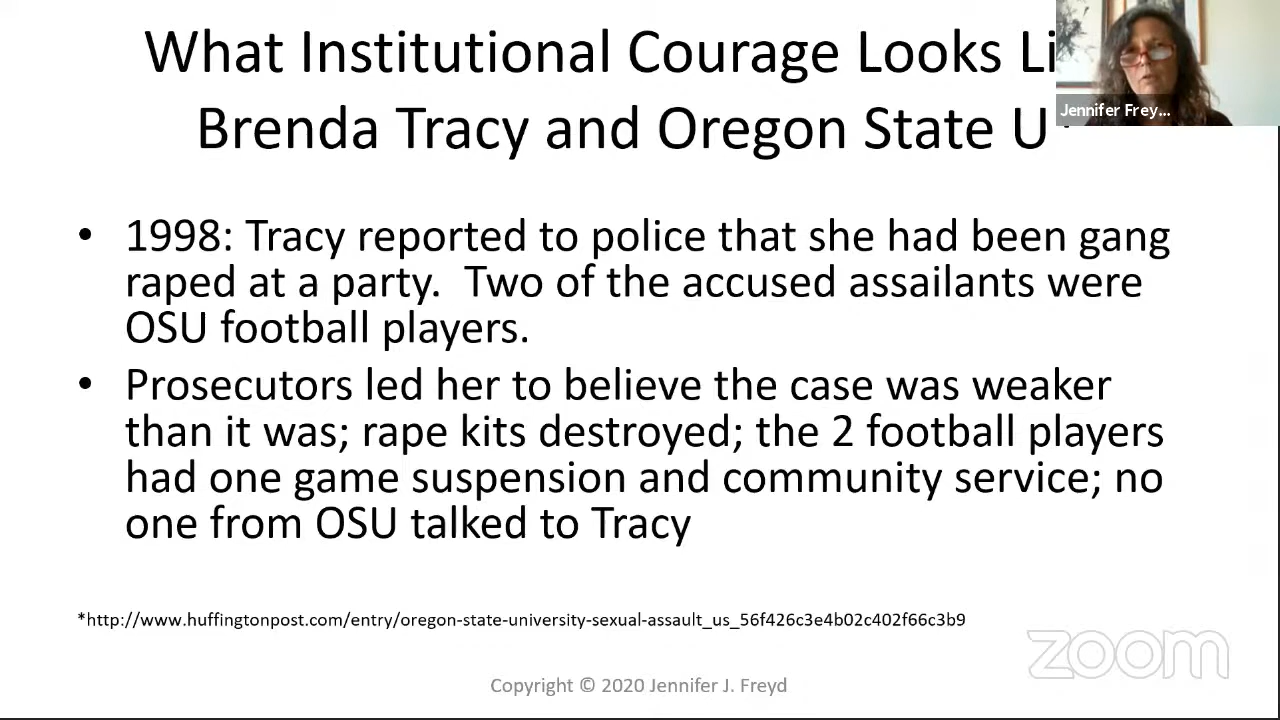 What Institutional Courage Looks Li
Brenda Tracy and Oregon State U*
Jennifer Frey...
• 1998: Tracy reported to police that she had been gang
raped at a party.  Two of the accused assailants were
OSU football players.
• Prosecutors led her to believe the case was weaker
than it was; rape kits destroyed; the 2 football players
had one game suspension and community service; no
one from OSU talked to Tracy
*http://www.huffingtonpost.com/entry/oregon-state-university-sexual-assault_us_56f426c3e4b02c402f66c3b9
zoom
Copyright © 2020 Jennifer J. Freyd